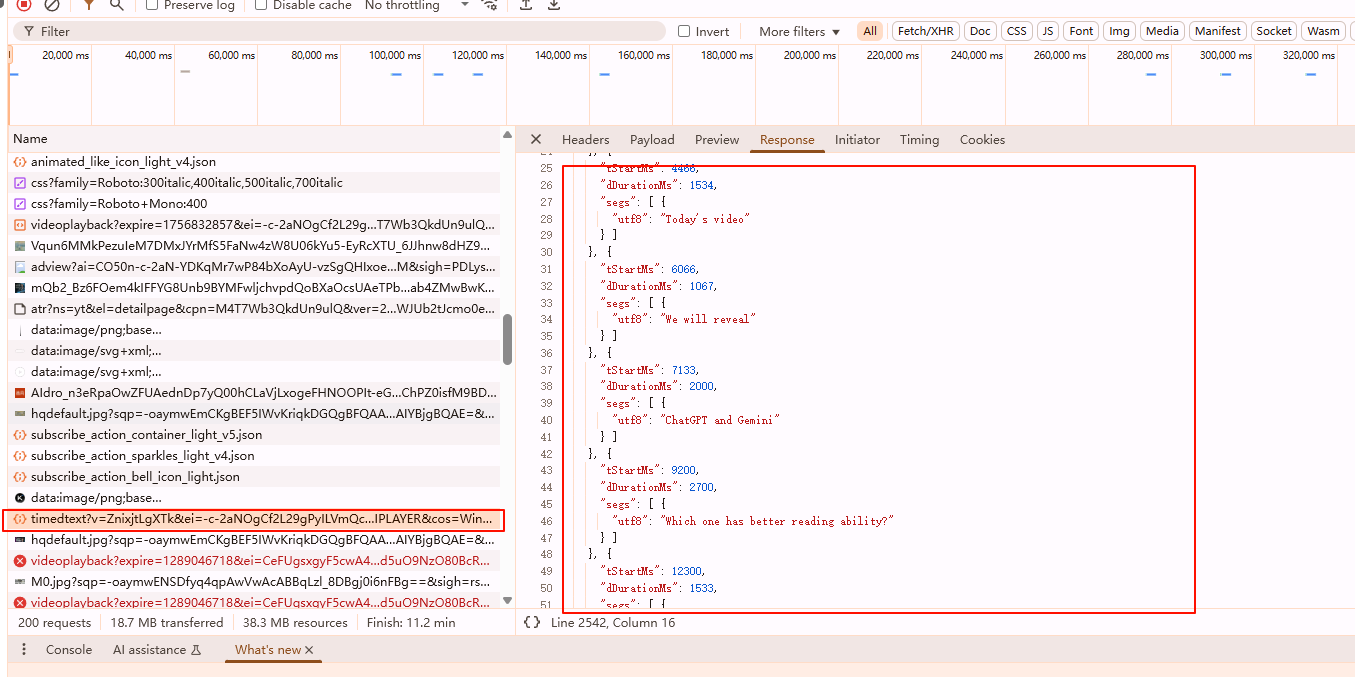 Preserve log
Disable cache
No throttling
Filter
Invert
More filters
All
Fetch/XHR
Doc
CSS
JS
Font
Img
Media
Manifest
Socket
Wasm
20,000 ms
40,000 ms
60,000 ms
80,000 ms
100,000 ms
120,000 ms
140,000 ms
160,000 ms
180,000 ms
200,000 ms
220,000 ms
240,000 ms
260,000 ms
280,000 ms
300,000 ms
320,000 ms
Name
animated_like_icon_light_v4.json
css?family=Roboto:300italic,400italic,500italic,700italic
css?family=Roboto+Mono:400
videoplayback?expire=1756832857&ei=-c-2aNOgCf2L29g...T7Wb3QkdUn9ulQ...
Vqun6MMkPezuIeM7DMxJYrMfS5FaNw4zW8U06kYu5-EyRcXTU_6JJhnw8dHZ9...
adview?ai=CO50n-c-2aN-YDKqMr7wP84bXoAyU-vzSgQHIxoe...M&sigh=PDLys...
mQb2_Bz6FOem4kIFFYG8Unb9BYMFwljchvpdQoBXaOcsUAeTPb...ab4ZMwBwK...
atr?ns=yt&el=detailpage&cpn=M4T7Wb3QkdUn9ulQ&ver=2...WJUb2tJcmo0e...
data:image/png;base...
data:image/svg+xml;...
data:image/svg+xml;...
AIdro_n3eRpaOwZFUAednDp7yQ00hCLaVjLxogeFHNOOPIt-eG...ChPZ0isfM9BD...
hqdefault.jpg?sqp=-oaymwEmCKgBEF5IWvKriqkDGQgBFQAA...AIYBjgBQAE=&...
subscribe_action_container_light_v5.json
subscribe_action_sparkles_light_v4.json
subscribe_action_bell_icon_light.json
data:image/png;base...
timedtext?v=ZnixjtLgXTk&ei=-c-2aNOgCf2L29gPyILVmQc...IPLAYER&cos=Win...
hqdefault.jpg?sqp=-oaymwEmCKgBEF5IWvKriqkDGQgBFQAA...AIYBjgBQAE=&...
videoplayback?expire=1289046718&ei=CeFUgsxgyF5cwA4...d5uO9NzO80BcR...
M0.jpg?sqp=-oaymwENSDfyq4qpAwVwAcABBqLzl_8DBgj0i6nFBg==&sigh=rs...
videoplayback?expire=1289046718&ei=CeFUgsxgyF5cwA4...d5uO9NzO80BcR...
200 requests
18.7 MB transferred
38.3 MB resources
Finish: 11.2 min
Headers
Payload
Preview
Response
Initiator
Timing
Cookies
24 }, {
25 "tStartMs": 4466,
26 "dDurationMs": 1534,
27 "segs": [ {
28 "utf8": "Today's video"
29 } ]
30 }, {
31 "tStartMs": 6066,
32 "dDurationMs": 1067,
33 "segs": [ {
34 "utf8": "We will reveal"
35 } ]
36 }, {
37 "tStartMs": 7133,
38 "dDurationMs": 2000,
39 "segs": [ {
40 "utf8": "ChatGPT and Gemini"
41 } ]
42 }, {
43 "tStartMs": 9200,
44 "dDurationMs": 2700,
45 "segs": [ {
46 "utf8": "Which one has better reading ability?"
47 } ]
48 }, {
49 "tStartMs": 12300,
50 "dDurationMs": 1533,
51 "segs": [ {
{} Line 2542, Column 16
Console
AI assistance
What's new